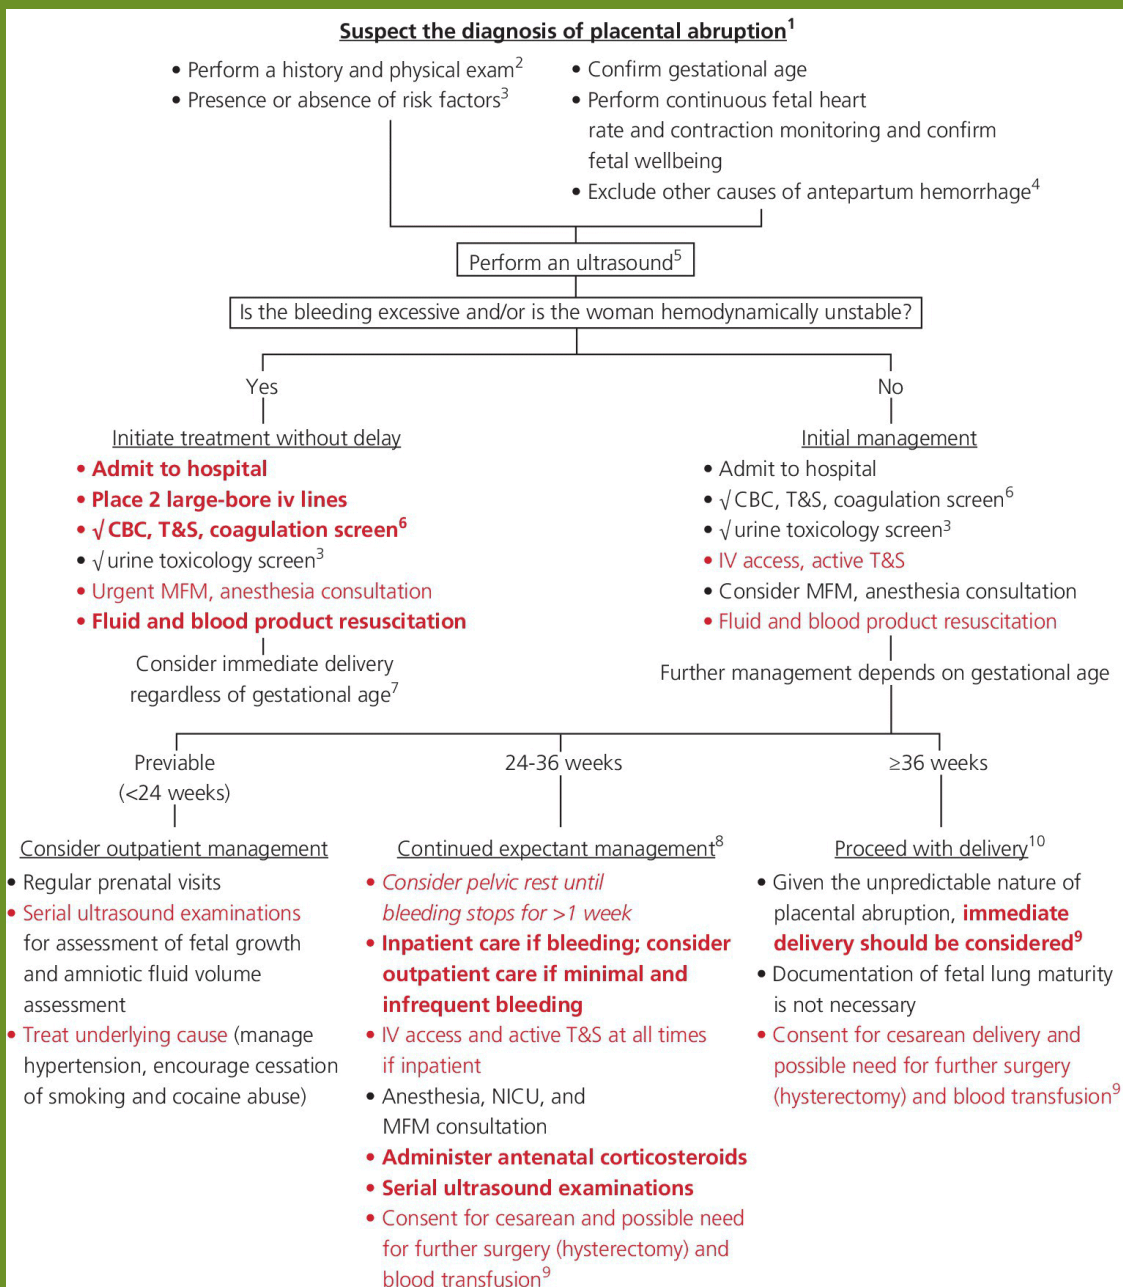 Suspect the diagnosis of placental abruption1
• Perform a history and physical exam2
• Presence or absence of risk factors3
• Confirm gestational age
• Perform continuous fetal heart
rate and contraction monitoring and confirm
fetal wellbeing
• Exclude other causes of antepartum hemorrhage4
Perform an ultrasound5
Is the bleeding excessive and/or is the woman hemodynamically unstable?
Yes
Initiate treatment without delay
• Admit to hospital
• Place 2 large-bore iv lines
• √ CBC, T&S, coagulation screen6
• √ urine toxicology screen3
• Urgent MFM, anesthesia consultation
• Fluid and blood product resuscitation
Consider immediate delivery
regardless of gestational age7
No
Initial management
• Admit to hospital
• √ CBC, T&S, coagulation screen6
• √ urine toxicology screen3
• IV access, active T&S
• Consider MFM, anesthesia consultation
• Fluid and blood product resuscitation
Further management depends on gestational age
Previable
(<24 weeks)
Consider outpatient management
• Regular prenatal visits
• Serial ultrasound examinations
for assessment of fetal growth
and amniotic fluid volume
assessment
• Treat underlying cause (manage
hypertension, encourage cessation
of smoking and cocaine abuse)
24-36 weeks
Continued expectant management8
• Consider pelvic rest until
bleeding stops for >1 week
• Inpatient care if bleeding; consider
outpatient care if minimal and
infrequent bleeding
• IV access and active T&S at all times
if inpatient
• Anesthesia, NICU, and
MFM consultation
• Administer antenatal corticosteroids
• Serial ultrasound examinations
• Consent for cesarean and possible need
for further surgery (hysterectomy) and
blood transfusion9
≥36 weeks
Proceed with delivery10
• Given the unpredictable nature of
placental abruption, immediate
delivery should be considered9
• Documentation of fetal lung maturity
is not necessary
• Consent for cesarean delivery and
possible need for further surgery
(hysterectomy) and blood transfusion9